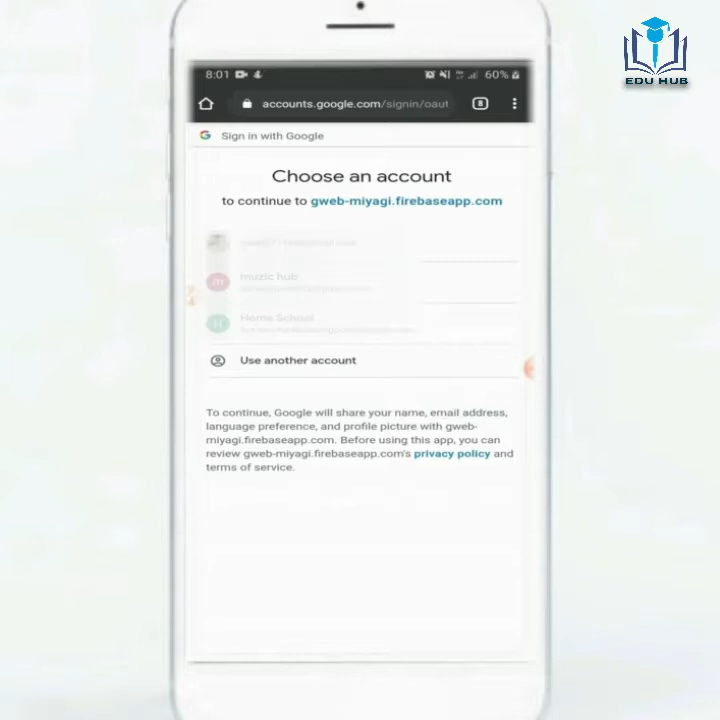 EDU HUB
8:01
60%
accounts.google.com/signin/oaut
8
Sign in with Google
Choose an account
to continue to gweb-miyagi.firebaseapp.com
m
muzic hub
H
Home School
Use another account
To continue, Google will share your name, email address,
language preference, and profile picture with gweb-
miyagi.firebaseapp.com. Before using this app, you can
review gweb-miyagi.firebaseapp.com's privacy policy and
terms of service.